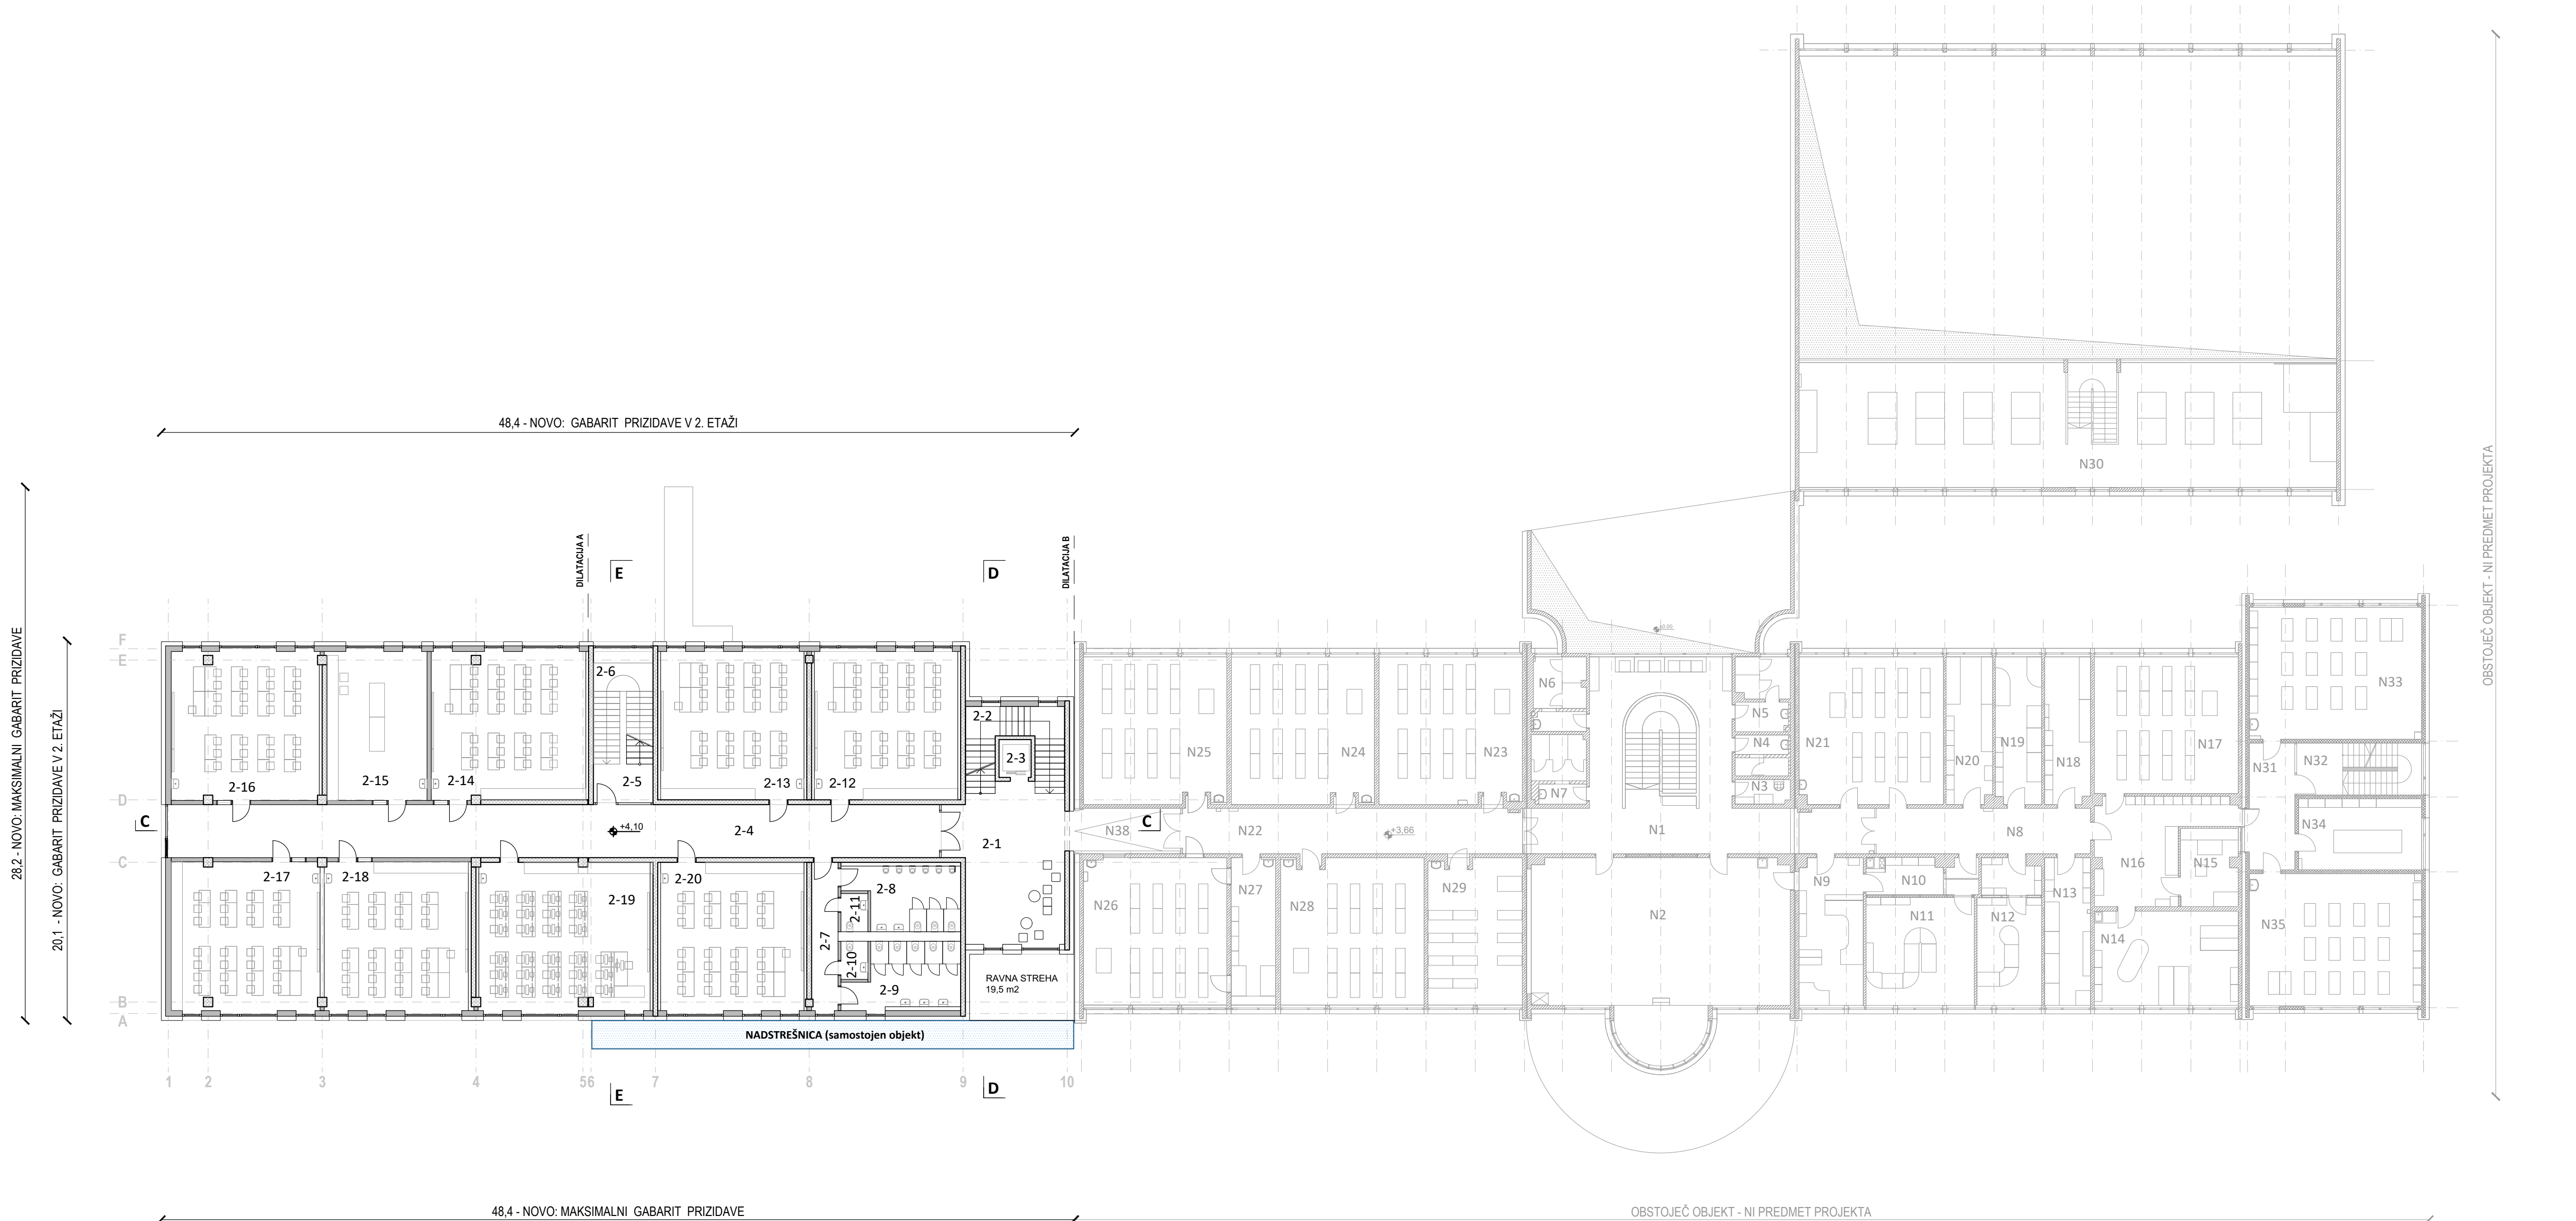 48,4 - NOVO: GABARIT PRIZIDAVE V 2. ETAŽI
28,2 - NOVO: MAKSIMALNI GABARIT PRIZIDAVE
20,1 - NOVO: GABARIT PRIZIDAVE V 2. ETAŽI
OBSTOJEČ OBJEKT - NI PREDMET PROJEKTA
N30
DILATACIJA A
E
D
DILATACIJA B
±0.00
F
E
D
C
B
A
C
2-16
2-15
2-14
2-6
2-5
2-13
2-12
2-2
2-3
+4,10
2-4
2-1
2-17
2-18
2-19
2-20
2-7
2-8
2-11
2-10
2-9
RAVNA STREHA
19,5 m2
NADSTREŠNICA (samostojen objekt)
1 2 3 4 5 6 7 8 9 10
E
D
C
N38
N25
N24
N23
N22
+3,66
N26
N27
N28
N29
N6
N7
N5
N4
N3
N1
N2
N21
N20
N19
N18
N17
N8
N9
N10
N11
N12
N13
N14
N16
N15
N31
N32
N33
N34
N35
48,4 - NOVO: MAKSIMALNI GABARIT PRIZIDAVE
OBSTOJEČ OBJEKT - NI PREDMET PROJEKTA